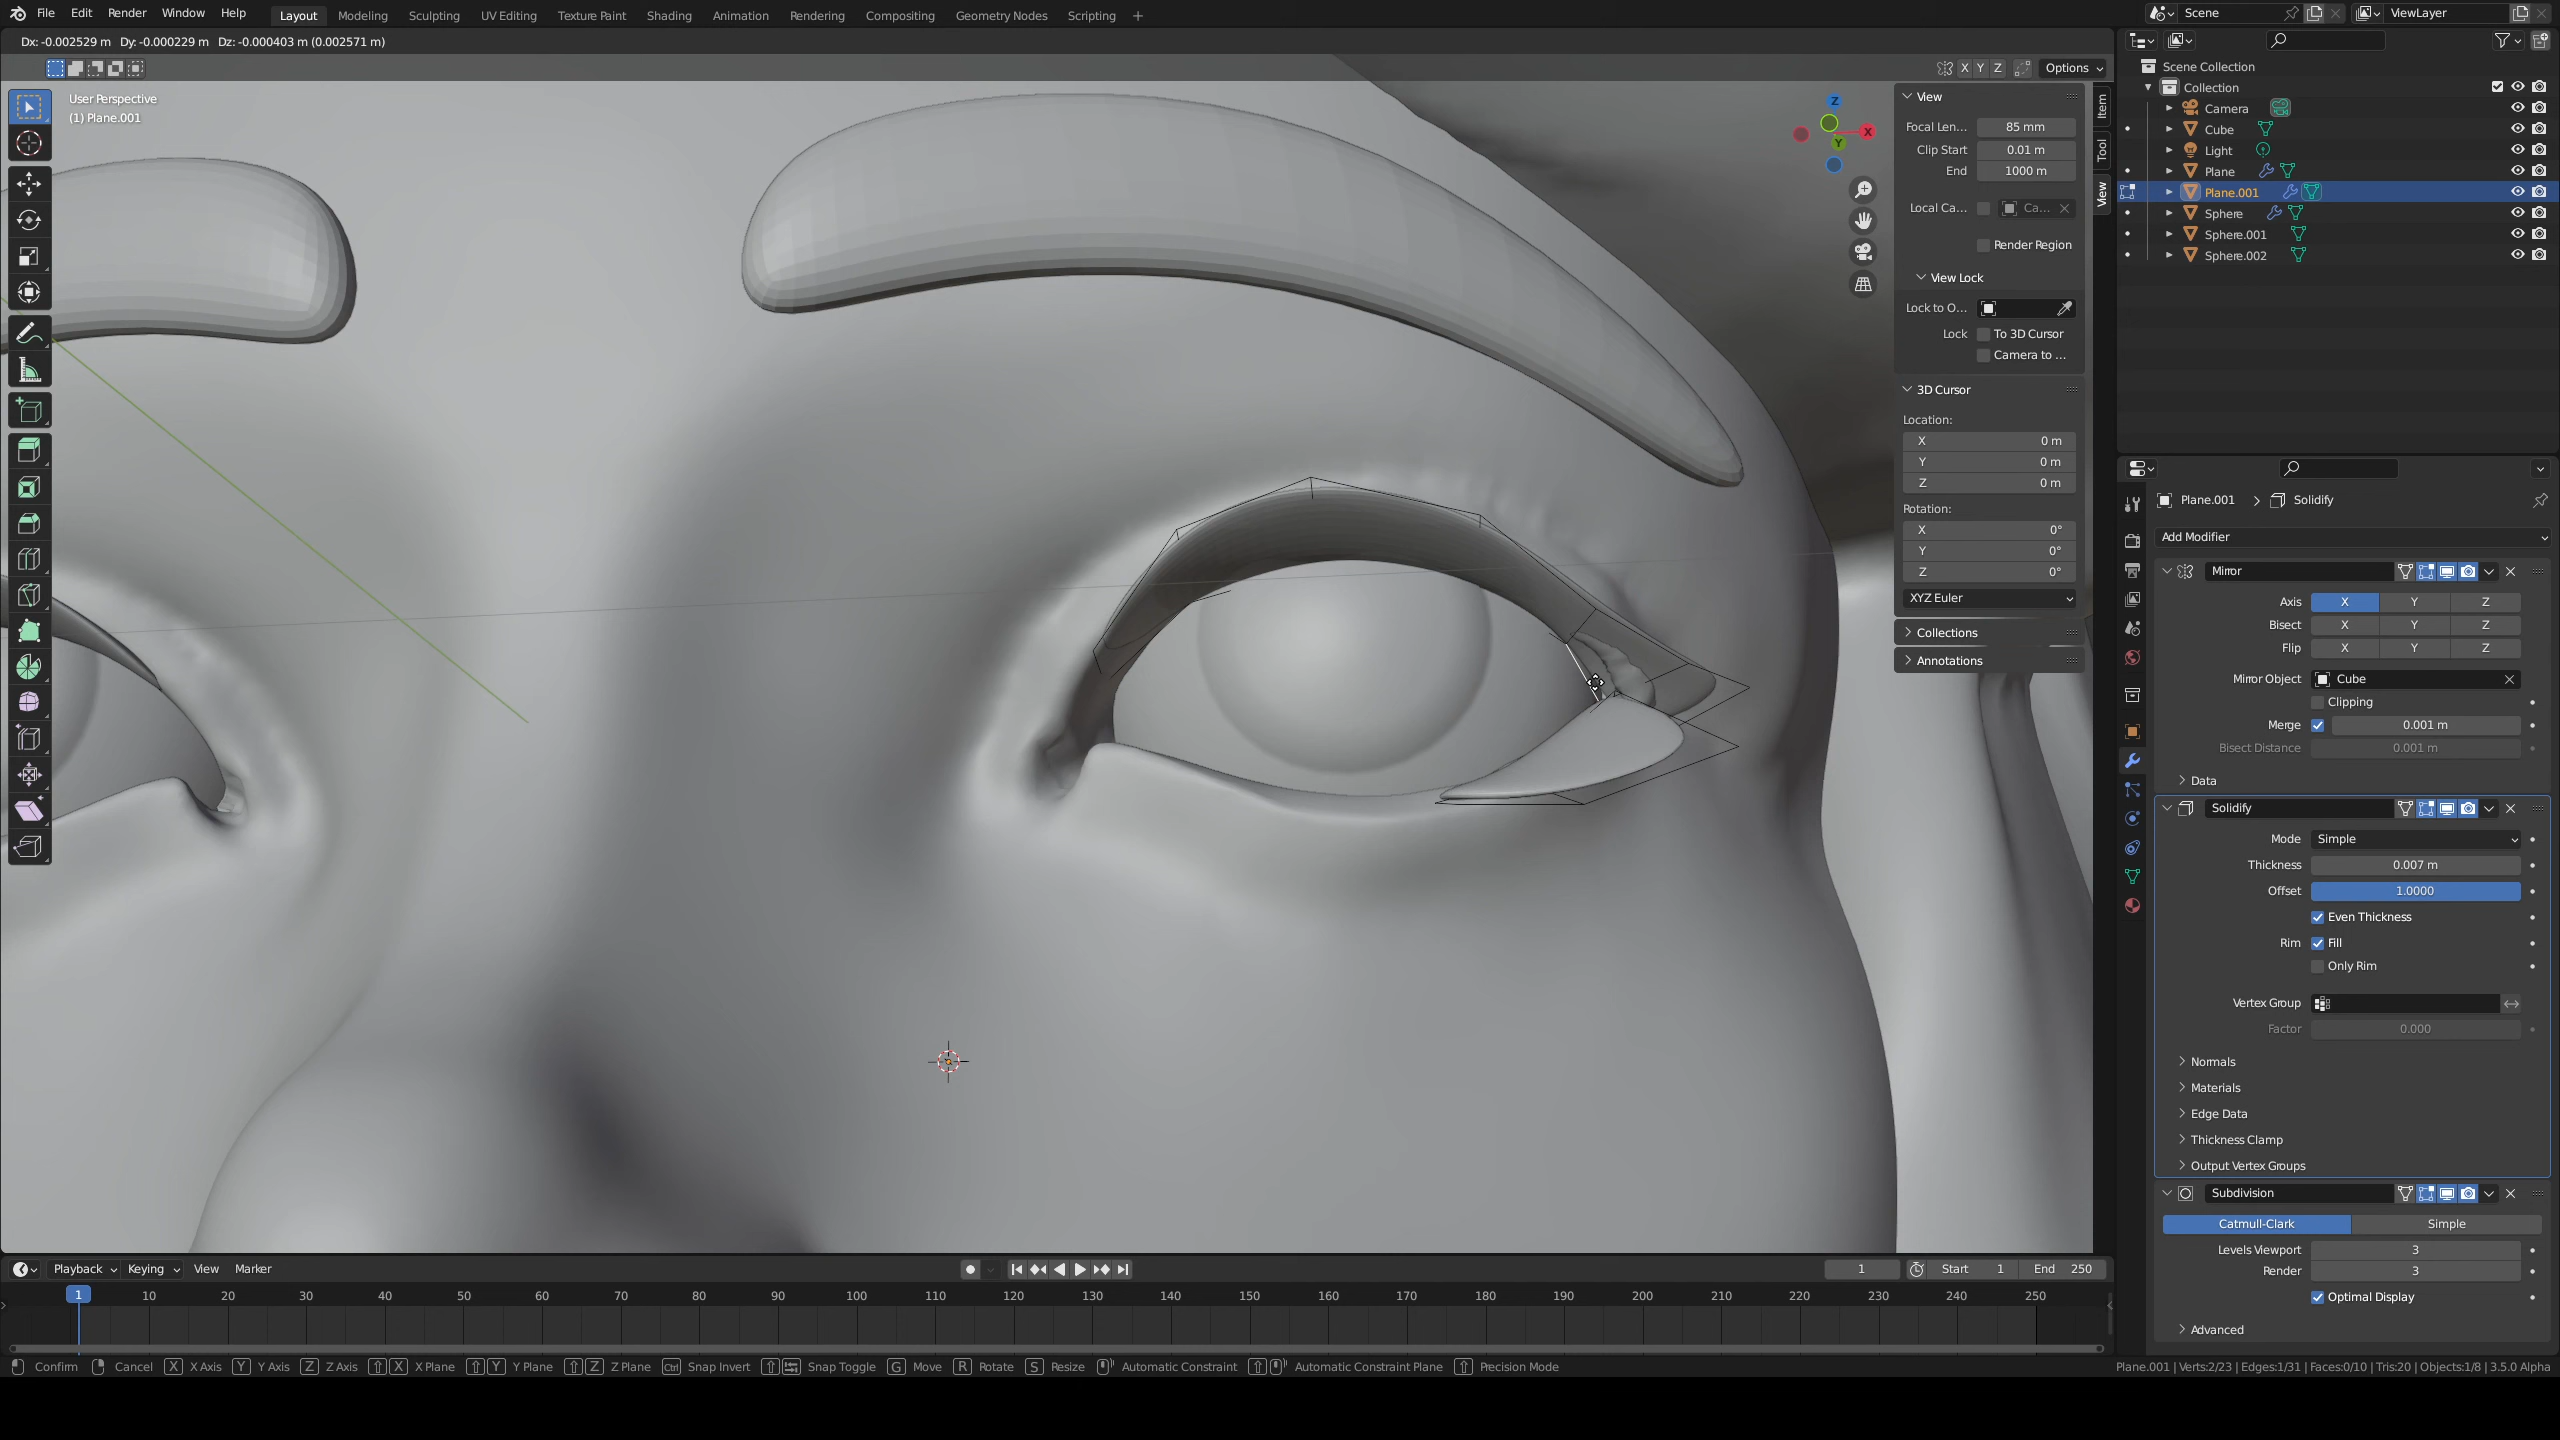 File Edit Render Window Help Layout Modeling Sculpting UV Editing Texture Paint Shading Animation Rendering Compositing Geometry Nodes Scripting Scene ViewLayer
Dx: -0.002529 m Dy: -0.000229 m Dz: -0.000403 m (0.002571 m)
X Y Z Options
User Perspective
(1) Plane.001
Z
X
Y
View
Focal Len... 85 mm
Clip Start 0.01 m
End 1000 m
Local Ca... Ca...
Render Region
View Lock
Lock to O...
Lock To 3D Cursor
Camera to ...
3D Cursor
Location:
X 0 m
Y 0 m
Z 0 m
Rotation:
X 0°
Y 0°
Z 0°
XYZ Euler
Collections
Annotations
Item
Tool
View
Scene Collection
Collection
Camera
Cube
Light
Plane
Plane.001
Sphere
Sphere.001
Sphere.002
Plane.001 Solidify
Add Modifier
Mirror
Axis X Y Z
Bisect X Y Z
Flip X Y Z
Mirror Object Cube
Clipping
Merge 0.001 m
Bisect Distance 0.001 m
Data
Solidify
Mode Simple
Thickness 0.007 m
Offset 1.0000
Even Thickness
Rim Fill
Only Rim
Vertex Group
Factor 0.000
Normals
Materials
Edge Data
Thickness Clamp
Output Vertex Groups
Subdivision
Catmull-Clark Simple
Levels Viewport 3
Render 3
Optimal Display
Advanced
Playback Keying View Marker 1 Start 1 End 250
1 10 20 30 40 50 60 70 80 90 100 110 120 130 140 150 160 170 180 190 200 210 220 230 240 250
Confirm Cancel X X Axis Y Y Axis Z Z Axis X X Plane Y Y Plane Z Z Plane Ctrl Snap Invert Snap Toggle G Move R Rotate S Resize Automatic Constraint Automatic Constraint Plane Precision Mode Plane.001 | Verts:2/23 | Edges:1/31 | Faces:0/10 | Tris:20 | Objects:1/8 | 3.5.0 Alpha